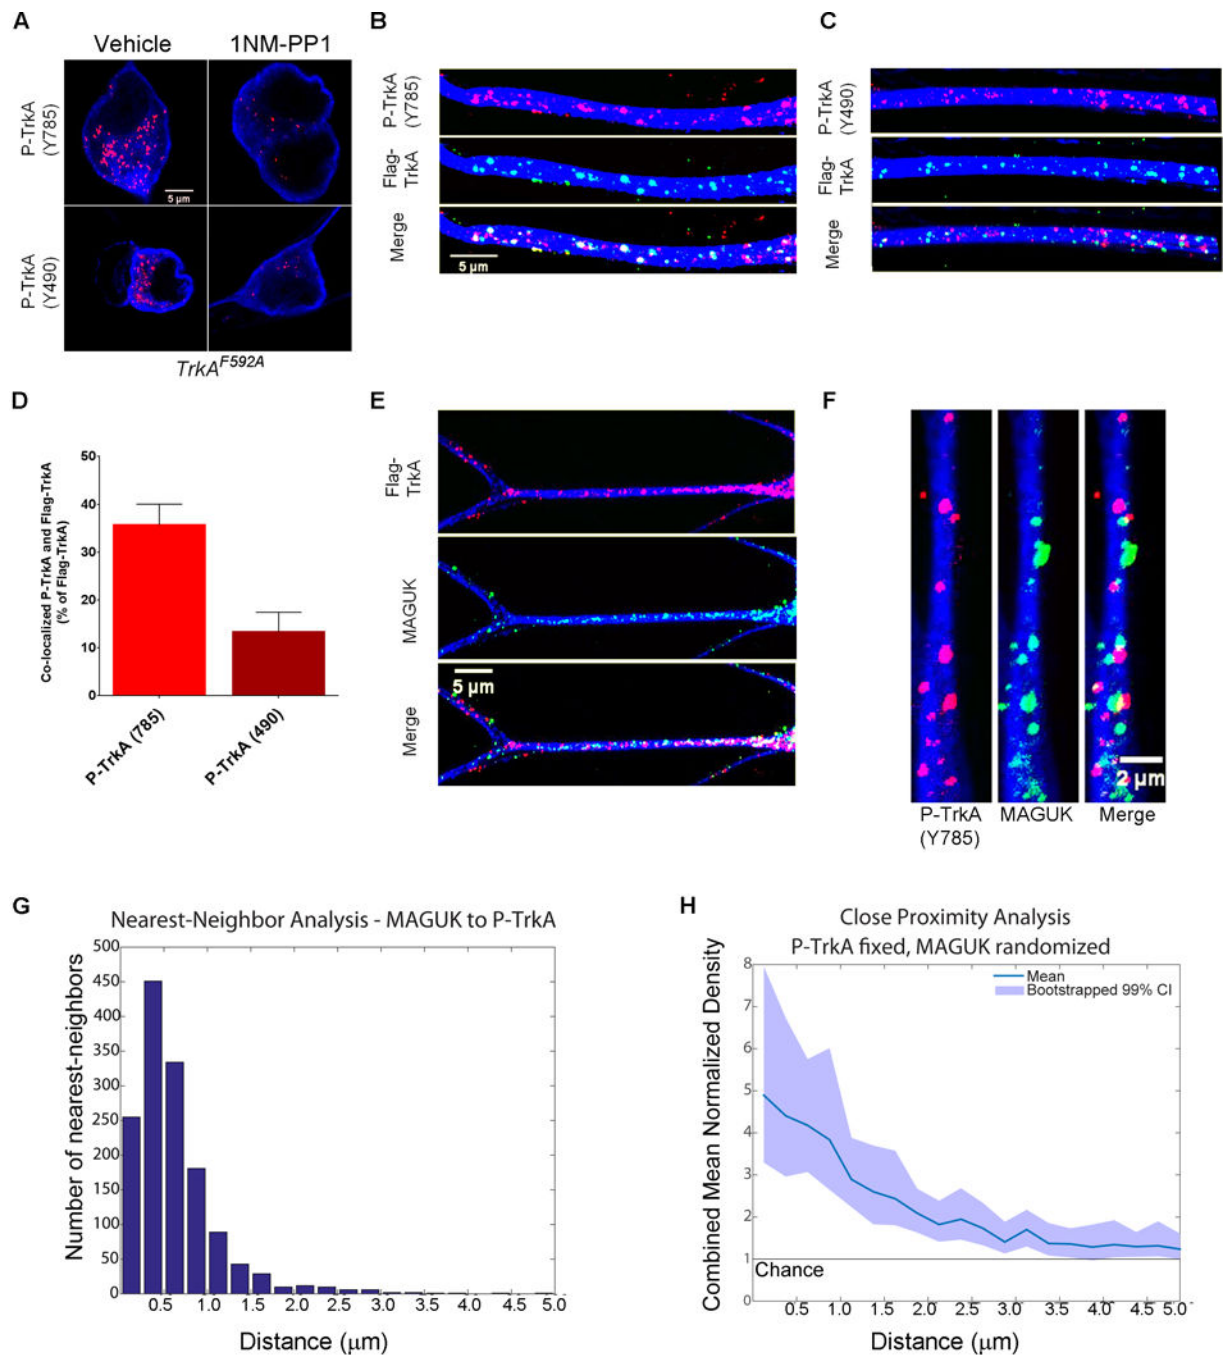 A
Vehicle
1NM-PP1
P-TrkA
(Y785)
5 μm
P-TrkA
(Y490)
TrkA^F592A
B
P-TrkA
(Y785)
Flag-
TrkA
Merge
5 μm
C
P-TrkA
(Y490)
Flag-
TrkA
Merge
D
Co-localized P-TrkA and Flag-TrkA
(% of Flag-TrkA)
50
40
30
20
10
0
P-TrkA (785)
P-TrkA (490)
E
Flag-
TrkA
MAGUK
5 μm
Merge
F
2 μm
P-TrkA
(Y785)
MAGUK
Merge
G
Nearest-Neighbor Analysis - MAGUK to P-TrkA
Number of nearest-neighbors
500
450
400
350
300
250
200
150
100
50
0
0.5
1.0
1.5
2.0
2.5
3.0
3.5
4.0
4.5
5.0
Distance (μm)
H
Close Proximity Analysis
P-TrkA fixed, MAGUK randomized
Combined Mean Normalized Density
8
7
6
5
4
3
2
1
0
Mean
Bootstrapped 99% CI
Chance
0.5
1.0
1.5
2.0
2.5
3.0
3.5
4.0
4.5
5.0
Distance (μm)